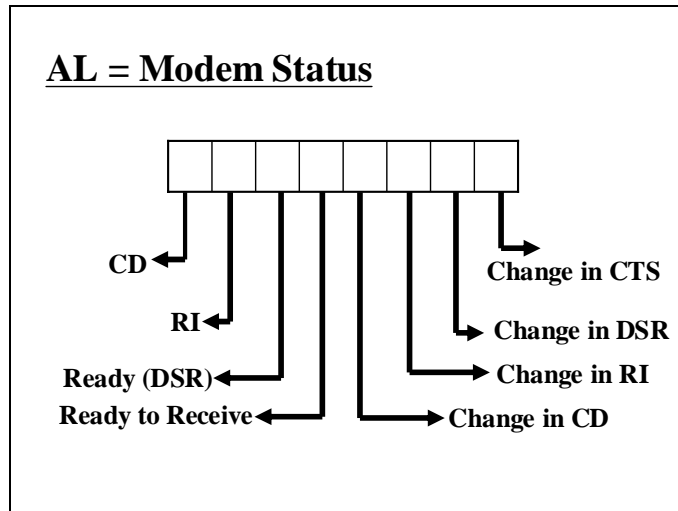 AL = Modem Status
CD
Change in CTS
RI
Change in DSR
Ready (DSR)
Change in RI
Ready to Receive
Change in CD